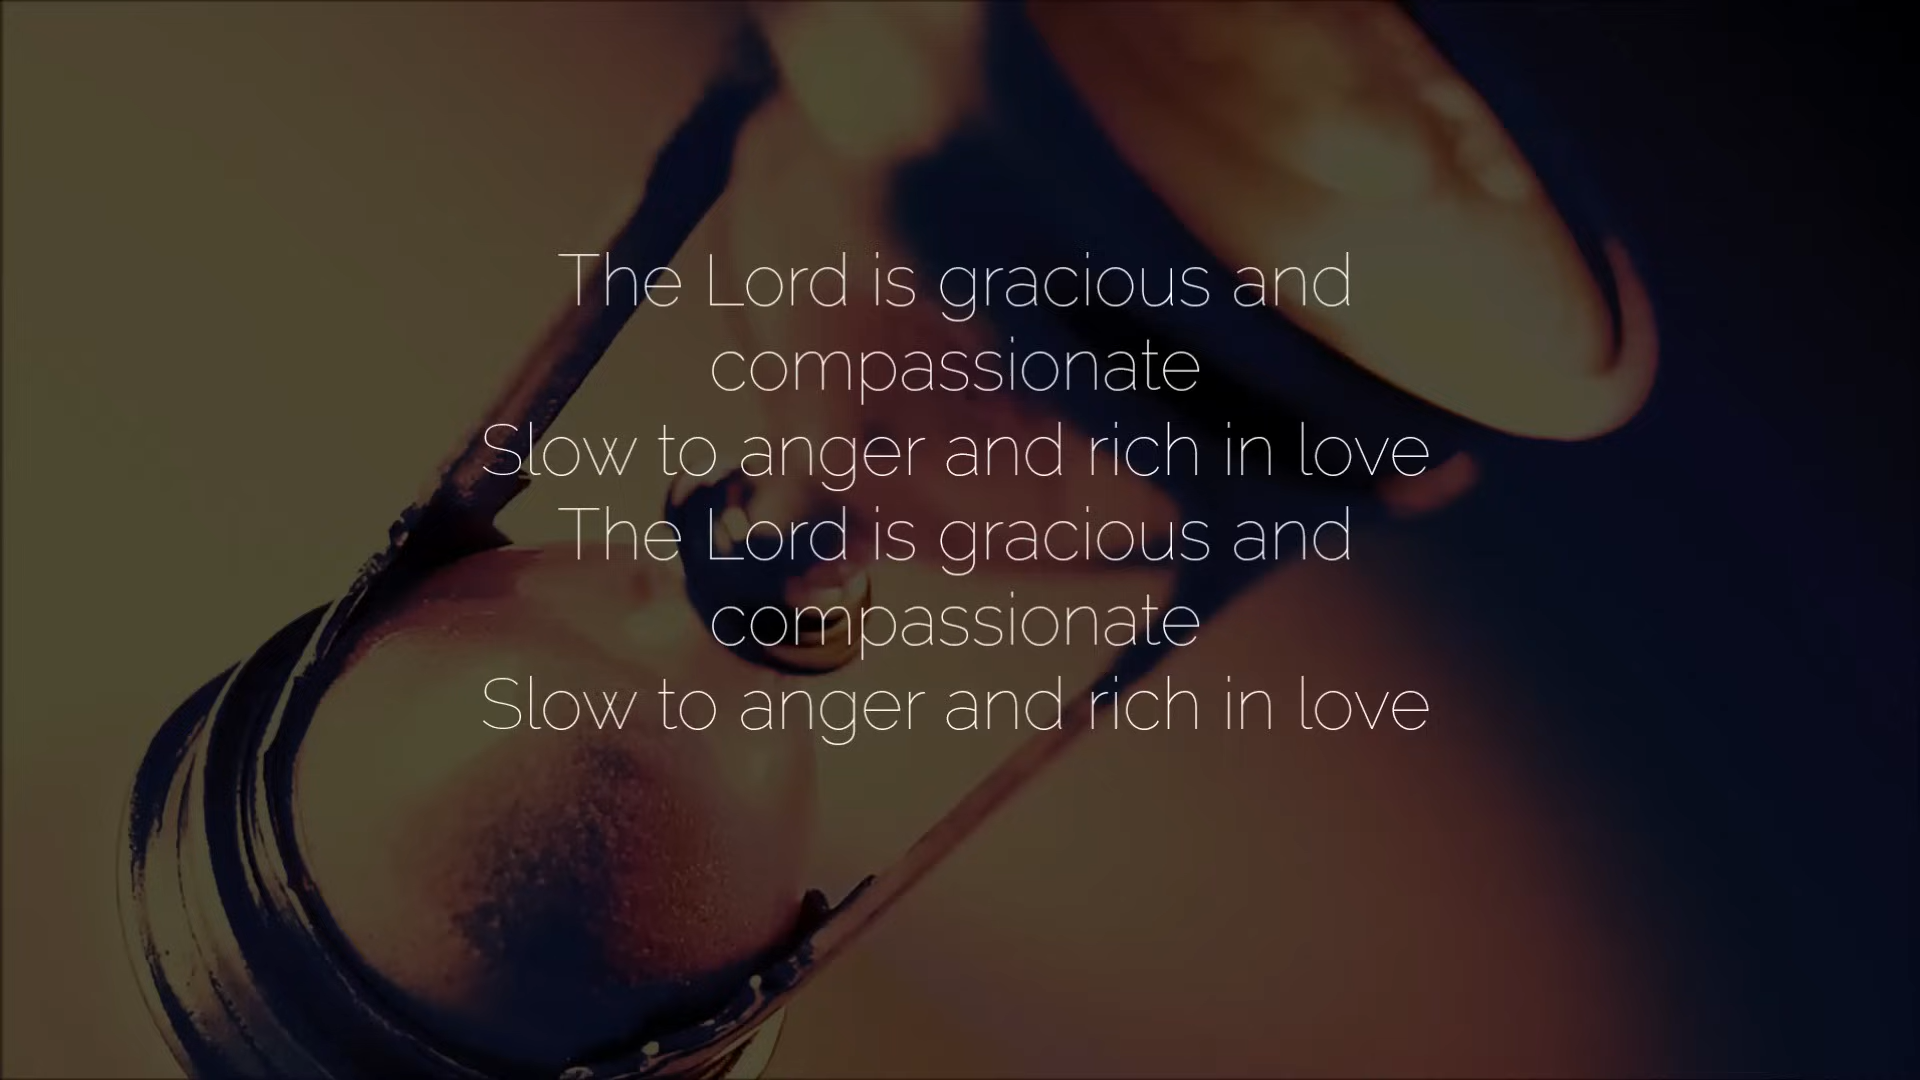 The Lord is gracious and
compassionate
Slow to anger and rich in love
The Lord is gracious and
compassionate
Slow to anger and rich in love